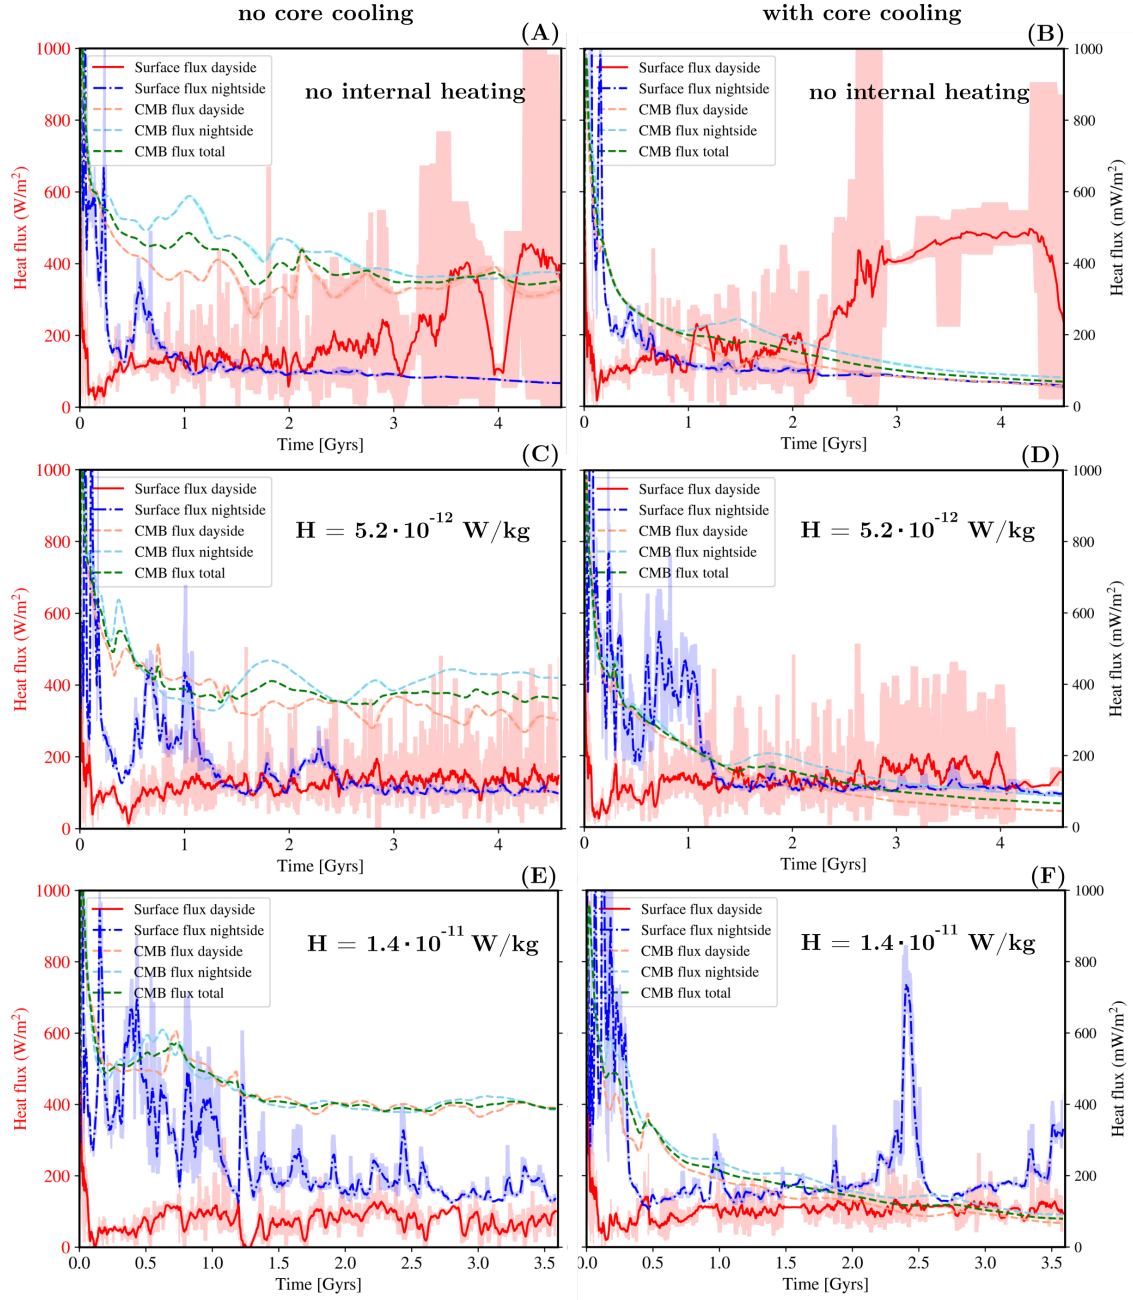 no core cooling
with core cooling
(A)
(B)
1000
800
600
400
200
0
Heat flux (W/m²)
Surface flux dayside
Surface flux nightside
CMB flux dayside
CMB flux nightside
CMB flux total
no internal heating
0
1
2
3
4
Time [Gyrs]
Surface flux dayside
Surface flux nightside
CMB flux dayside
CMB flux nightside
CMB flux total
no internal heating
0
1
2
3
4
Time [Gyrs]
1000
800
600
400
200
0
Heat flux (mW/m²)
(C)
(D)
1000
800
600
400
200
0
Heat flux (W/m²)
Surface flux dayside
Surface flux nightside
CMB flux dayside
CMB flux nightside
CMB flux total
H = 5.2·10⁻¹² W/kg
0
1
2
3
4
Time [Gyrs]
Surface flux dayside
Surface flux nightside
CMB flux dayside
CMB flux nightside
CMB flux total
H = 5.2·10⁻¹² W/kg
0
1
2
3
4
Time [Gyrs]
1000
800
600
400
200
0
Heat flux (mW/m²)
(E)
(F)
1000
800
600
400
200
0
Heat flux (W/m²)
Surface flux dayside
Surface flux nightside
CMB flux dayside
CMB flux nightside
CMB flux total
H = 1.4·10⁻¹¹ W/kg
0.0
0.5
1.0
1.5
2.0
2.5
3.0
3.5
Time [Gyrs]
Surface flux dayside
Surface flux nightside
CMB flux dayside
CMB flux nightside
CMB flux total
H = 1.4·10⁻¹¹ W/kg
0.0
0.5
1.0
1.5
2.0
2.5
3.0
3.5
Time [Gyrs]
1000
800
600
400
200
0
Heat flux (mW/m²)